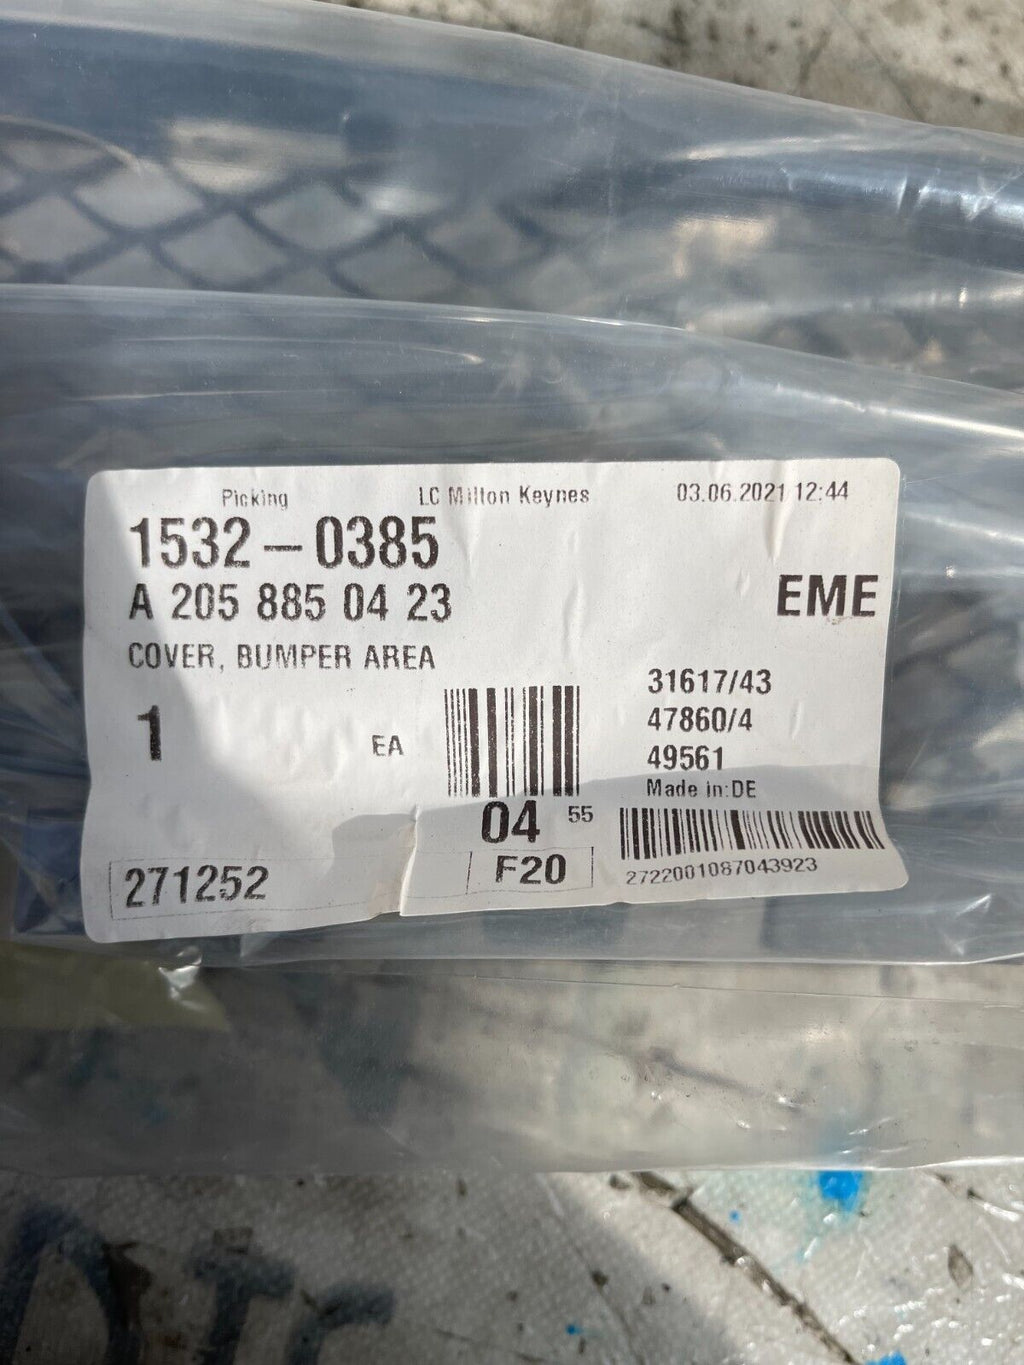 Picking LC Milton Keynes 03.06.2021 12:44
1532-0385
A 205 885 04 23
EME
COVER, BUMPER AREA
1 EA
31617/43
47860/4
49561
Made in:DE
04 55
F20
271252
2722001087043923